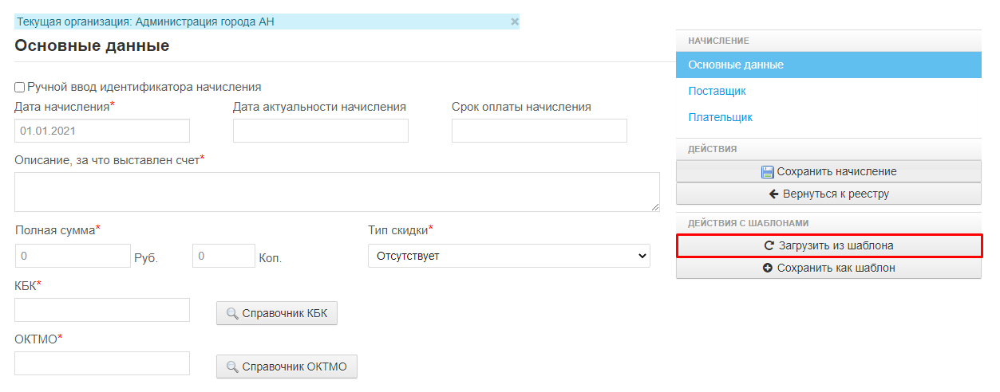 Текущая организация: Администрация города АН ×
Основные данные
Ручной ввод идентификатора начисления
Дата начисления* Дата актуальности начисления Срок оплаты начисления
01.01.2021
Описание, за что выставлен счет*
Полная сумма* Тип скидки*
0 Руб. 0 Коп. Отсутствует
КБК*
Справочник КБК
ОКТМО*
Справочник ОКТМО
НАЧИСЛЕНИЕ
Основные данные
Поставщик
Плательщик
ДЕЙСТВИЯ
Сохранить начисление
Вернуться к реестру
ДЕЙСТВИЯ С ШАБЛОНАМИ
Загрузить из шаблона
Сохранить как шаблон